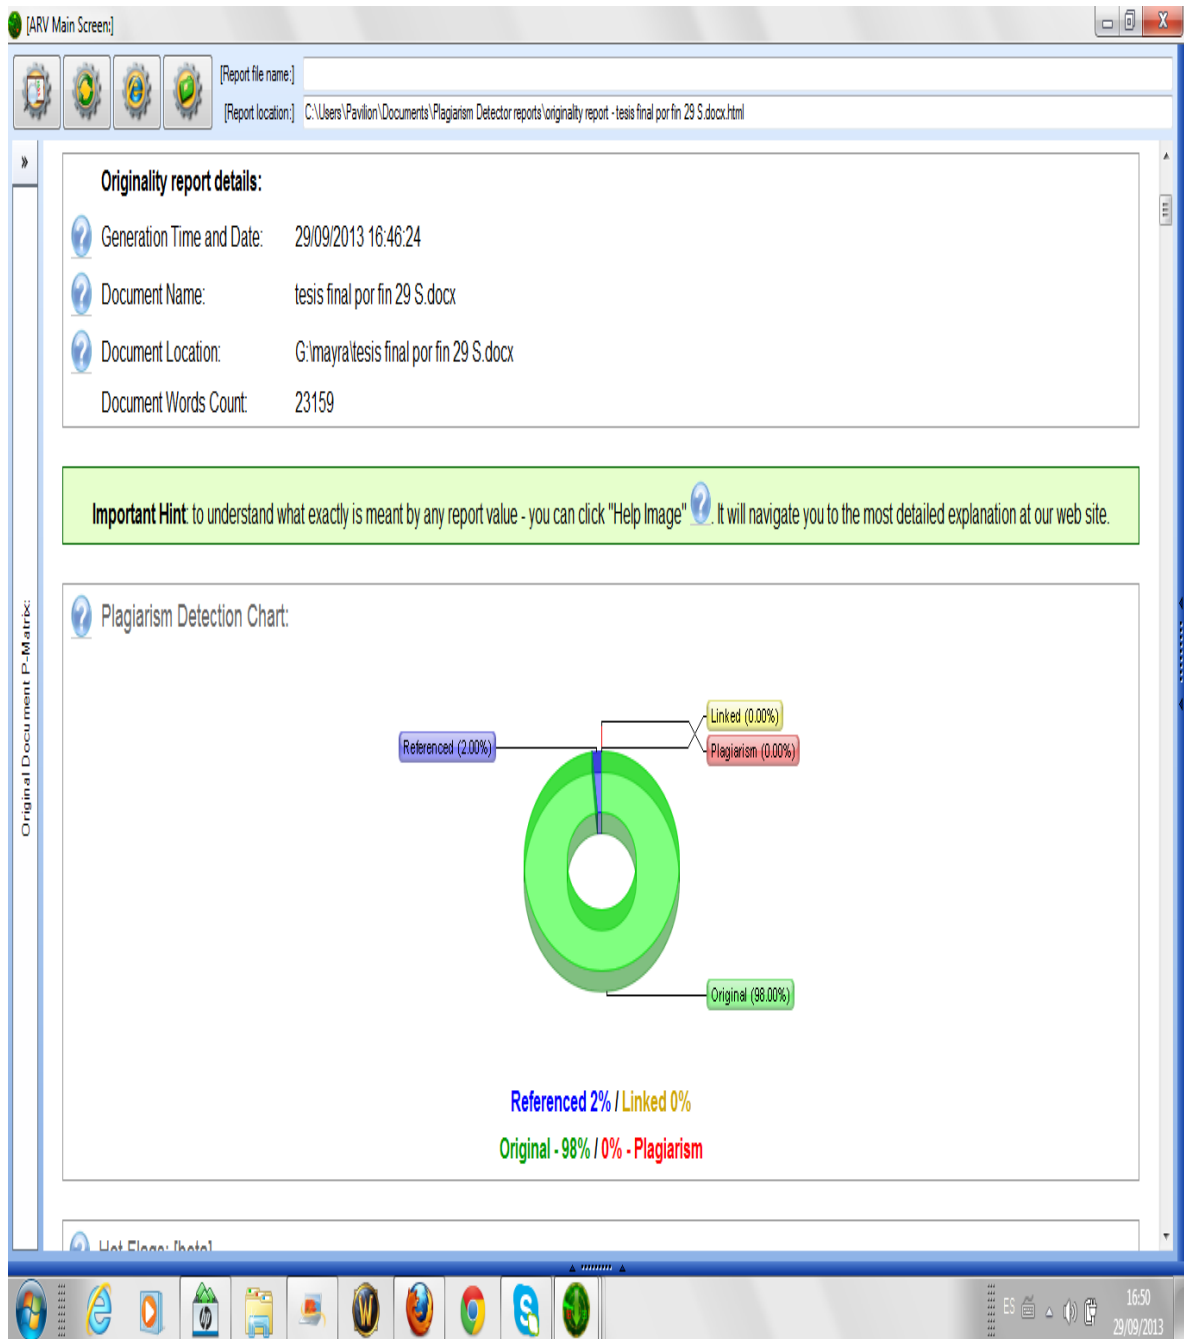 [ARV Main Screen:]
[Report file name:]
[Report location:] C:\Users\Pavilion\Documents\Plagiarism Detector reports\originality report - tesis final por fin 29 S.docx.html
»
Originality report details:
Generation Time and Date: 29/09/2013 16:46:24
Document Name: tesis final por fin 29 S.docx
Document Location: G:\mayra\tesis final por fin 29 S.docx
Document Words Count: 23159
Important Hint: to understand what exactly is meant by any report value - you can click "Help Image" . It will navigate you to the most detailed explanation at our web site.
Original Document P-Matrix:
Plagiarism Detection Chart:
Linked (0.00%)
Referenced (2.00%)
Plagiarism (0.00%)
Original (98.00%)
Referenced 2% / Linked 0%
Original - 98% / 0% - Plagiarism
Hot Flags: [beta]
ES
16:50
29/09/2013